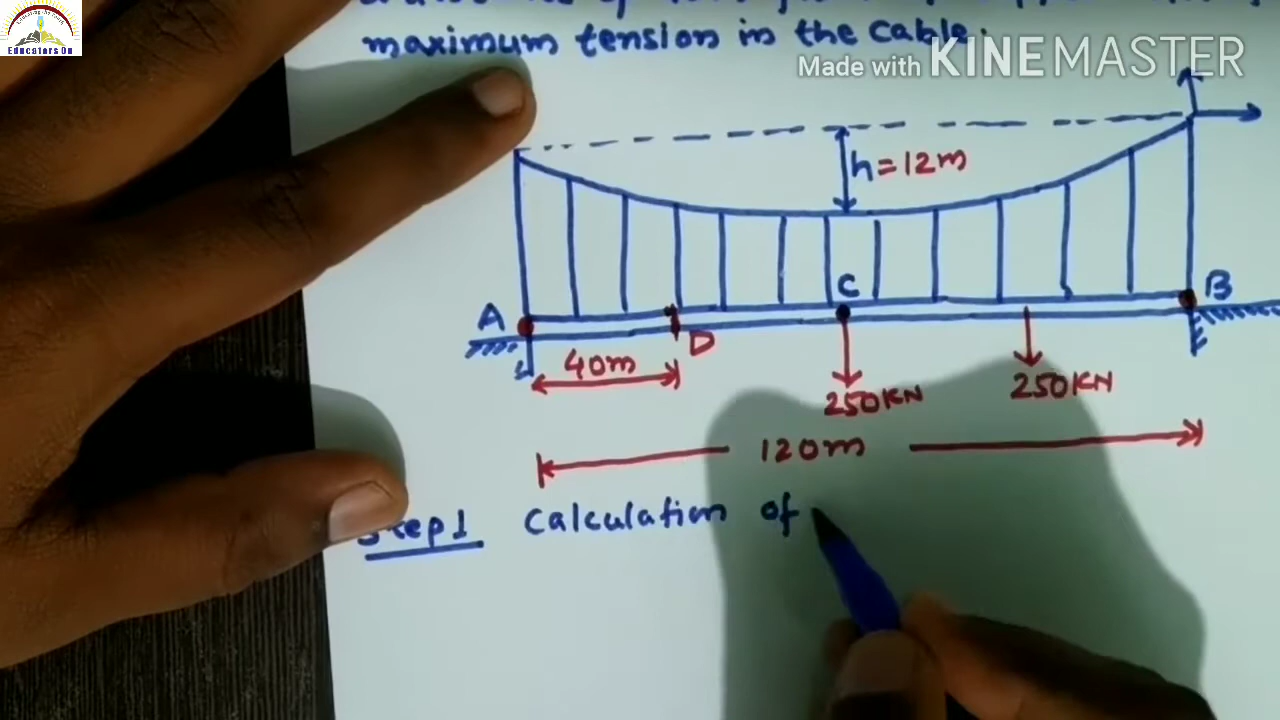 Educators On
maximum tension in the cable.
Made with KINEMASTER
h=12m
A
B
C
D
40m
250KN
250KN
120m
Step1 Calculation of